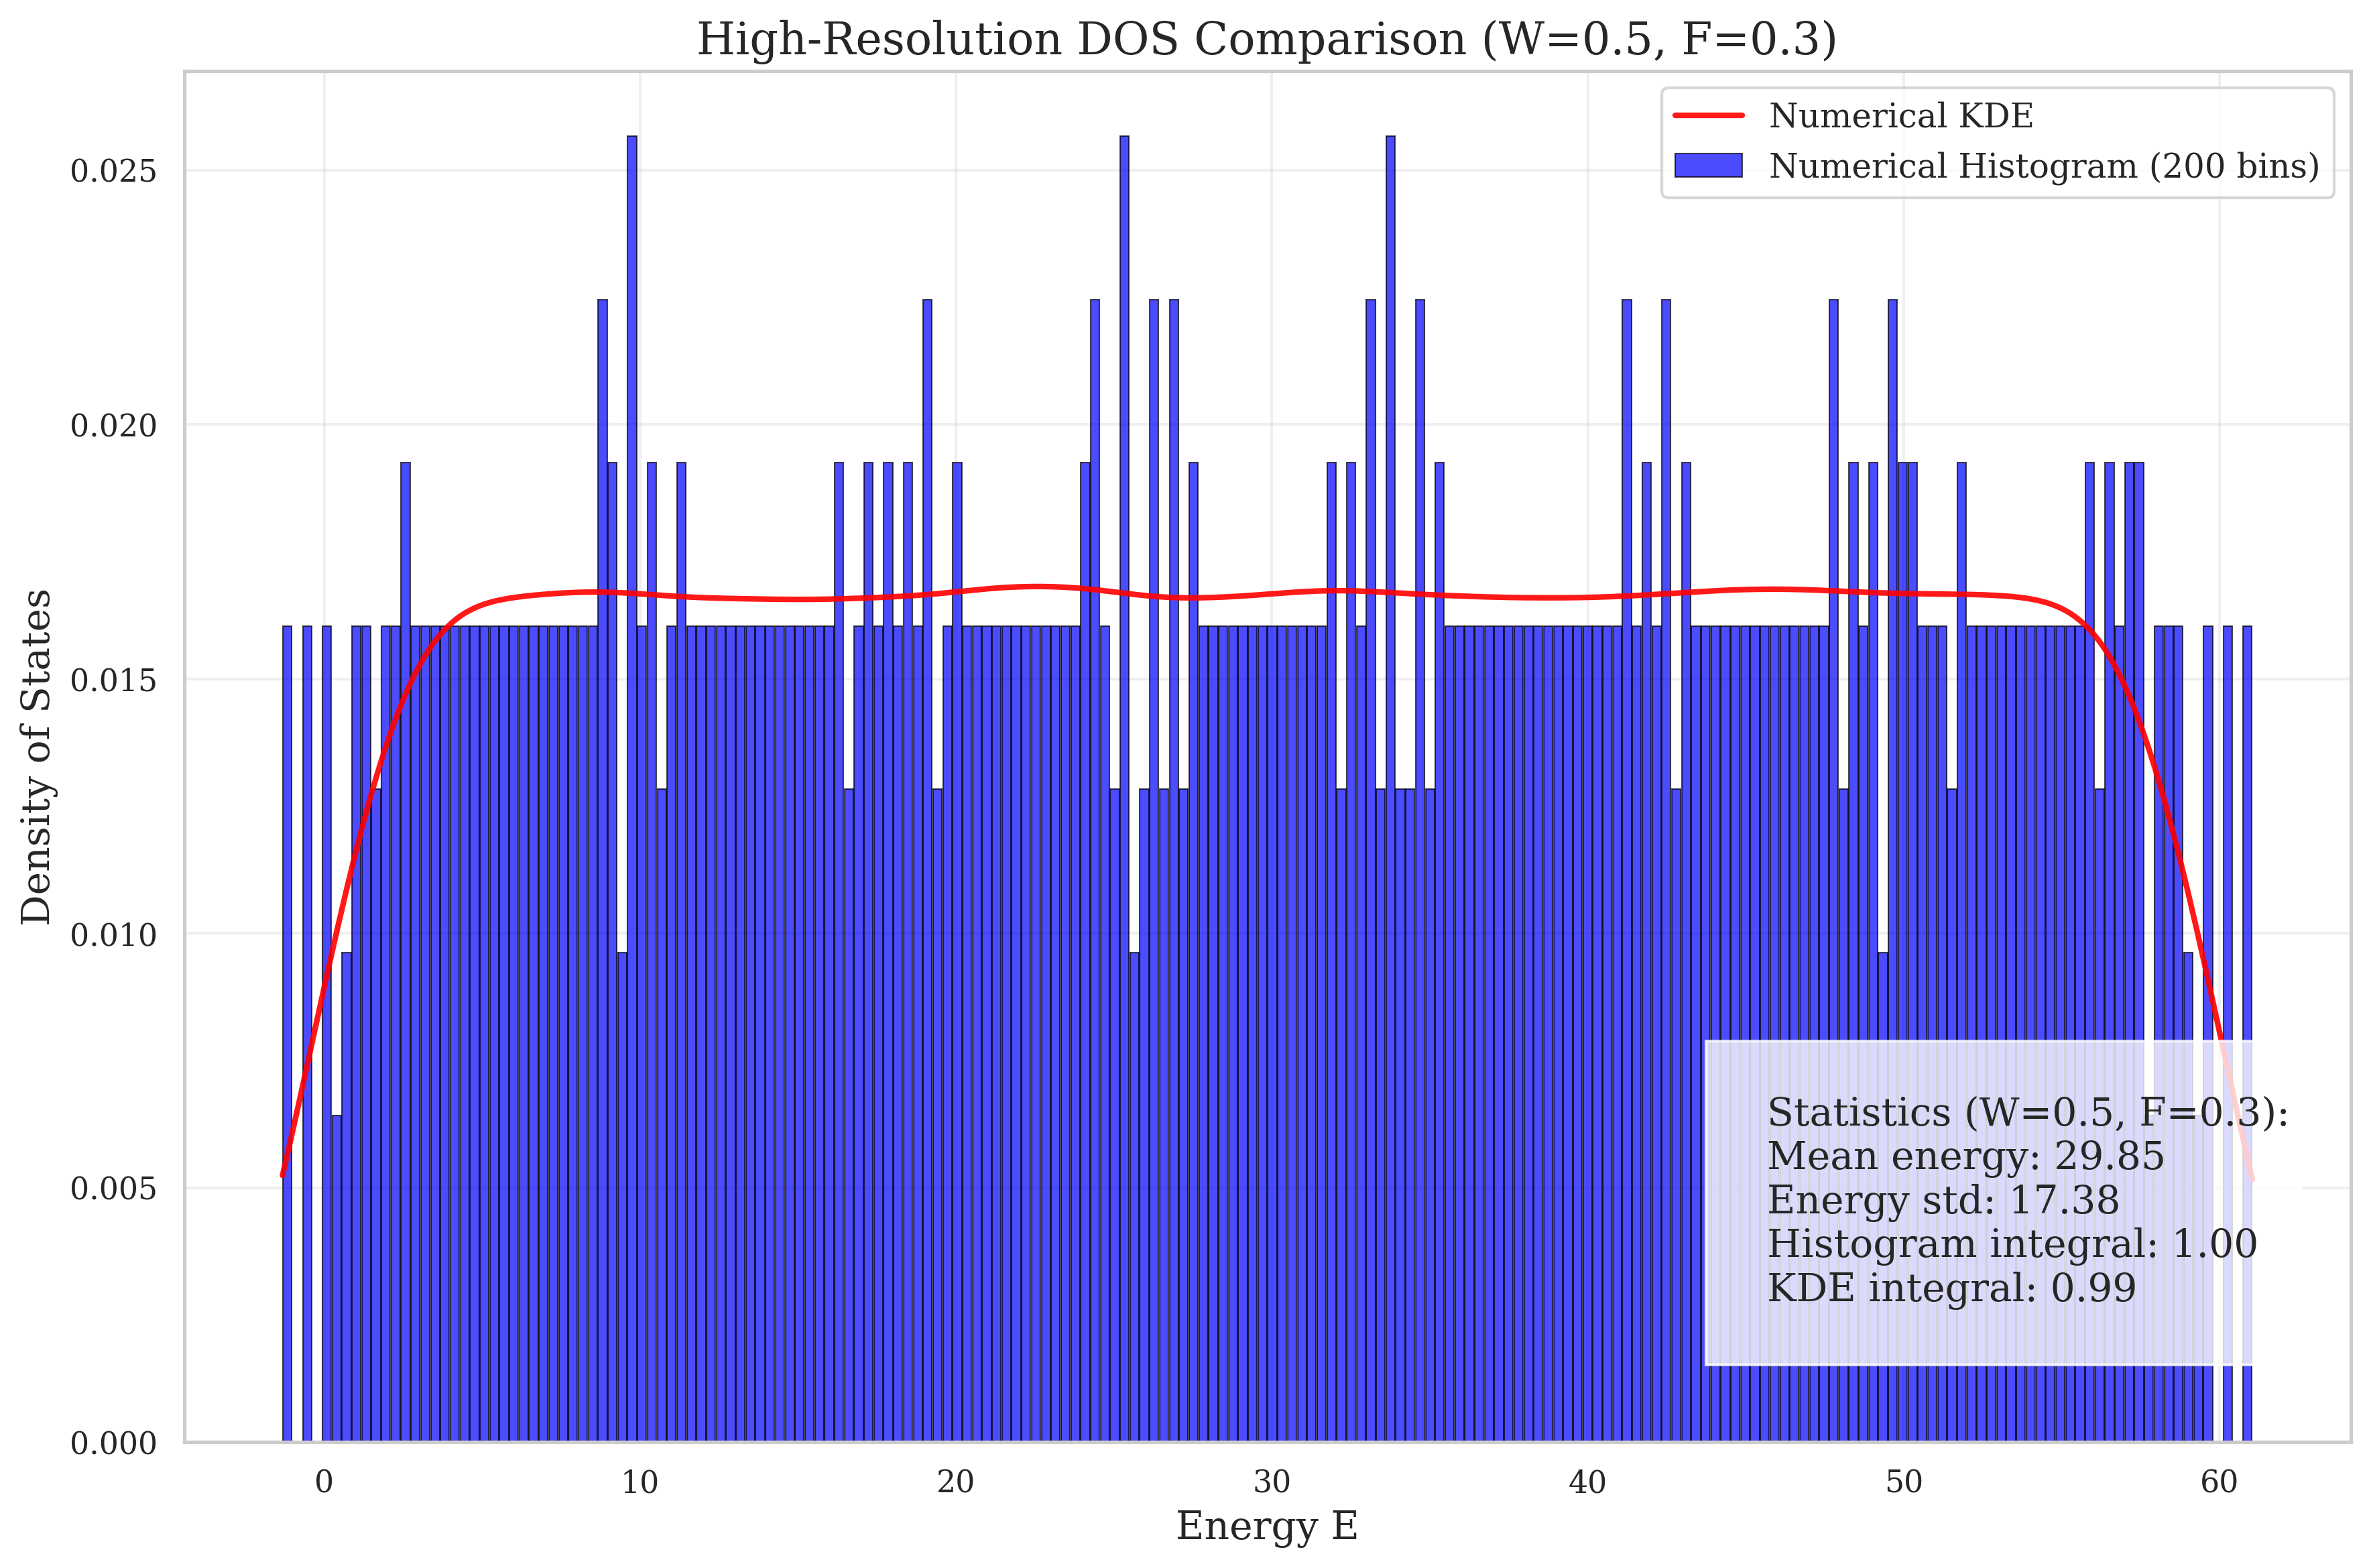 High-Resolution DOS Comparison (W=0.5, F=0.3)
Numerical KDE
Numerical Histogram (200 bins)
Density of States
0.025
0.020
0.015
0.010
0.005
0.000
Statistics (W=0.5, F=0.3):
Mean energy: 29.85
Energy std: 17.38
Histogram integral: 1.00
KDE integral: 0.99
0 10 20 30 40 50 60
Energy E